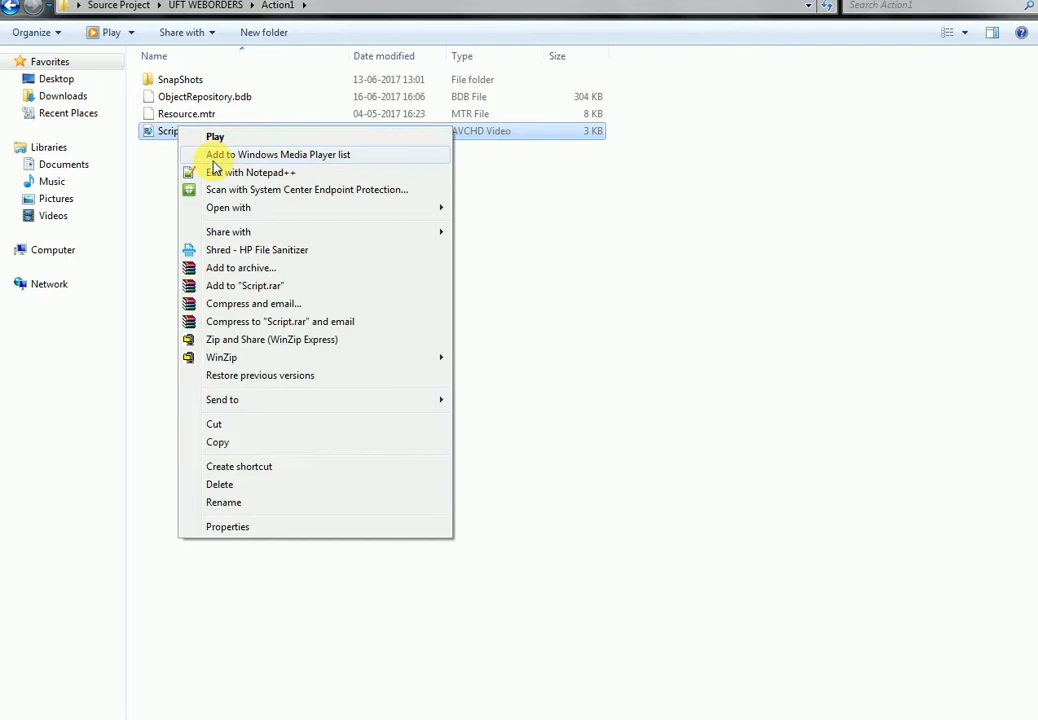 Source Project ▸ UFT WEBORDERS ▸ Action1 ▸
Search Action1
Organize Play Share with New folder
Name Date modified Type Size
Favorites
Desktop
Downloads
Recent Places
Libraries
Documents
Music
Pictures
Videos
Computer
Network
SnapShots 13-06-2017 13:01 File folder
ObjectRepository.bdb 16-06-2017 16:06 BDB File 304 KB
Resource.mtr 04-05-2017 16:23 MTR File 8 KB
Scrip AVCHD Video 3 KB
Play
Add to Windows Media Player list
Edit with Notepad++
Scan with System Center Endpoint Protection...
Open with
Share with
Shred - HP File Sanitizer
Add to archive...
Add to "Script.rar"
Compress and email...
Compress to "Script.rar" and email
Zip and Share (WinZip Express)
WinZip
Restore previous versions
Send to
Cut
Copy
Create shortcut
Delete
Rename
Properties